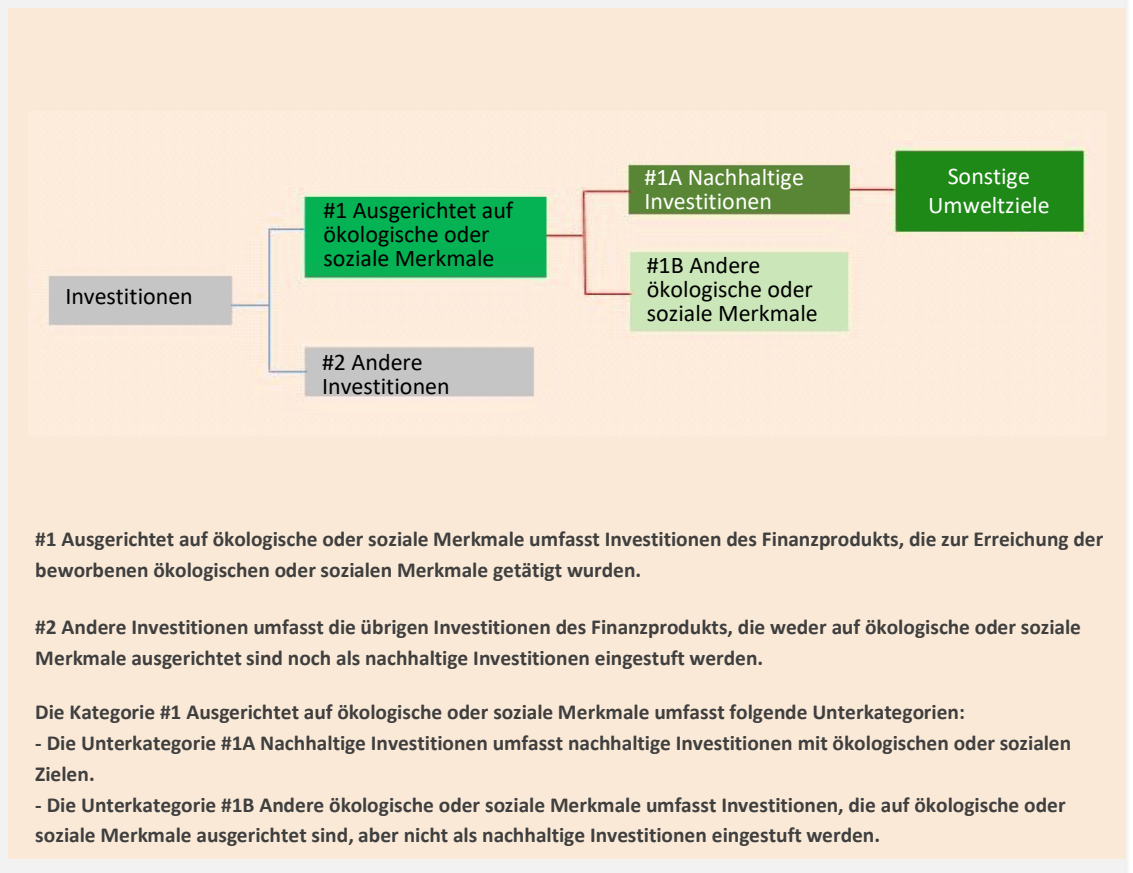 Investitionen
#1 Ausgerichtet auf
ökologische oder
soziale Merkmale
#2 Andere
Investitionen
#1A Nachhaltige
Investitionen
#1B Andere
ökologische oder
soziale Merkmale
Sonstige
Umweltziele
#1 Ausgerichtet auf ökologische oder soziale Merkmale umfasst Investitionen des Finanzprodukts, die zur Erreichung der
beworbenen ökologischen oder sozialen Merkmale getätigt wurden.
#2 Andere Investitionen umfasst die übrigen Investitionen des Finanzprodukts, die weder auf ökologische oder soziale
Merkmale ausgerichtet sind noch als nachhaltige Investitionen eingestuft werden.
Die Kategorie #1 Ausgerichtet auf ökologische oder soziale Merkmale umfasst folgende Unterkategorien:
- Die Unterkategorie #1A Nachhaltige Investitionen umfasst nachhaltige Investitionen mit ökologischen oder sozialen
Zielen.
- Die Unterkategorie #1B Andere ökologische oder soziale Merkmale umfasst Investitionen, die auf ökologische oder
soziale Merkmale ausgerichtet sind, aber nicht als nachhaltige Investitionen eingestuft werden.